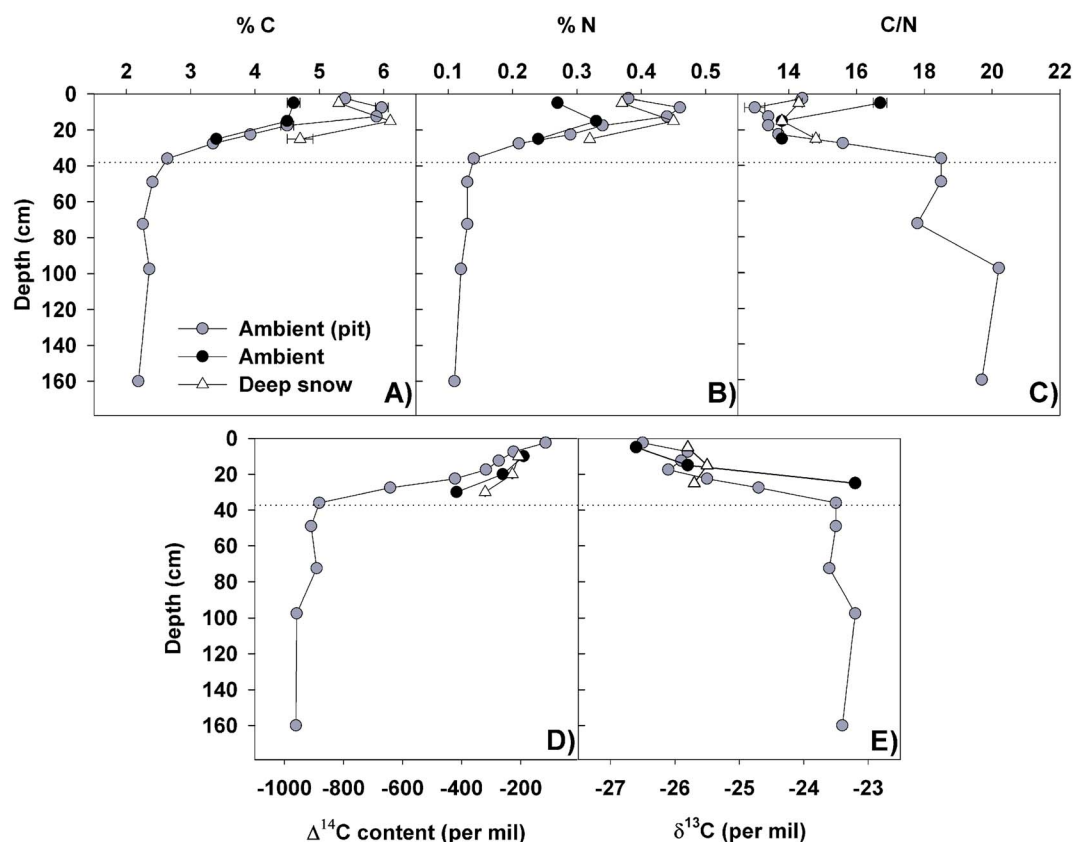 % C % N C/N
2 3 4 5 6 0.1 0.2 0.3 0.4 0.5 14 16 18 20 22
0
20
40
60
80
100
120
140
160
Depth (cm)
Ambient (pit)
Ambient
Deep snow
A) B) C)
0
20
40
60
80
100
120
140
160
Depth (cm)
D) E)
-1000 -800 -600 -400 -200 -27 -26 -25 -24 -23
Δ¹⁴C content (per mil) δ¹³C (per mil)